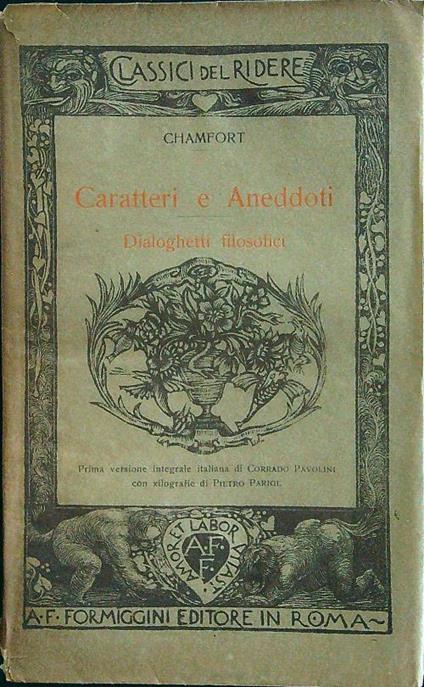 CLASSICI DEL RIDERE
CHAMFORT
Caratteri e Aneddoti
Dialoghetti filosofici
Prima versione integrale italiana di CORRADO PAVOLINI
con xilografie di PIETRO PARIGI.
AMOR ET LABOR VITAST
A. F.
F.
A·F· FORMIGGINI EDITORE IN ROMA~